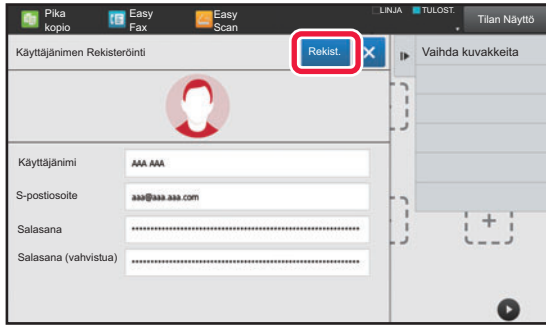 Pika kopio
Easy Fax
Easy Scan
LINJA
TULOST.
Tilan Näyttö
Käyttäjänimen Rekisteröinti
Rekist.
Vaihda kuvakkeita
Käyttäjänimi
AAA AAA
S-postiosoite
aaa@aaa.aaa.com
Salasana
Salasana (vahvistua)